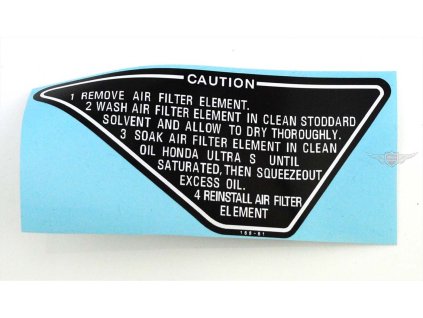 CAUTION
1 REMOVE AIR FILTER ELEMENT.
2 WASH AIR FILTER ELEMENT IN CLEAN STODDARD
SOLVENT AND ALLOW TO DRY THOROUGHLY.
3 SOAK AIR FILTER ELEMENT IN CLEAN
OIL HONDA ULTRA S UNTIL
SATURATED, THEN SQUEEZEOUT
EXCESS OIL.
4 REINSTALL AIR FILTER
ELEMENT